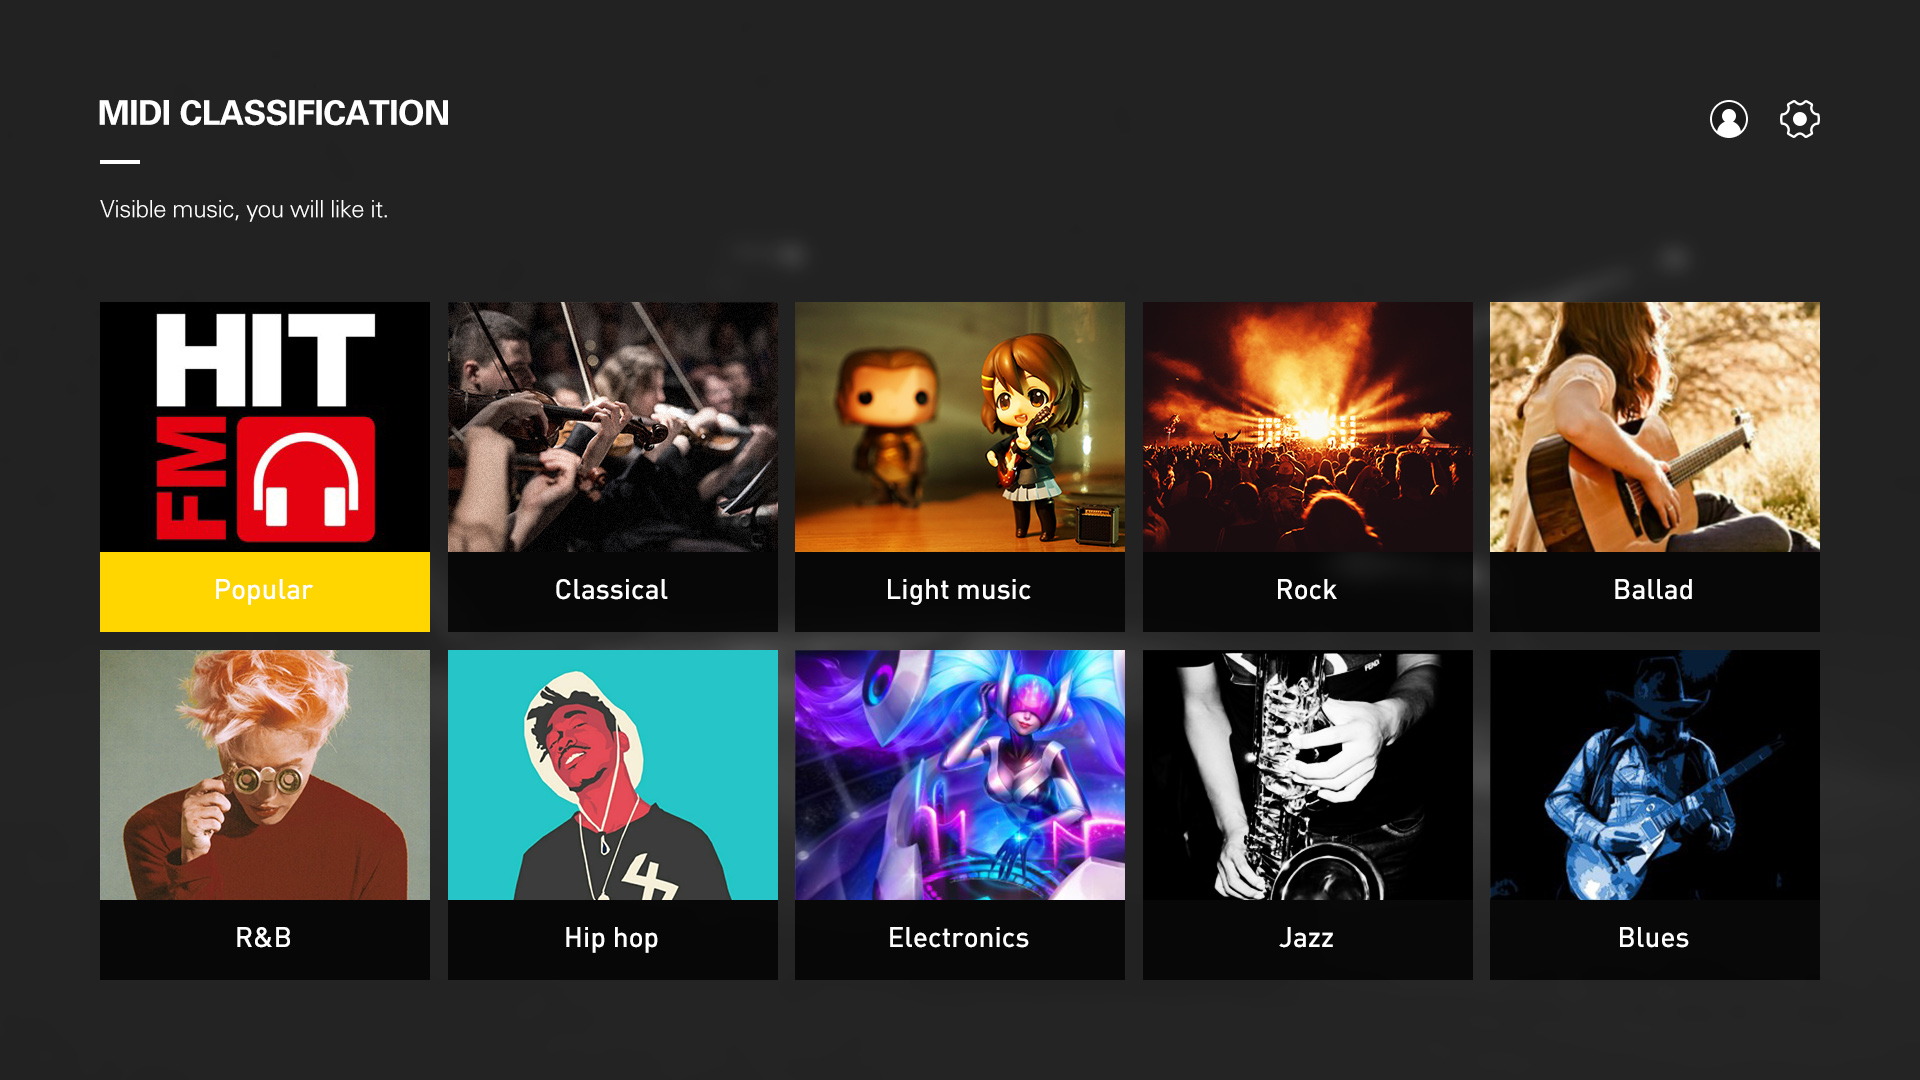 MIDI CLASSIFICATION
Visible music, you will like it.
HIT
FM
Popular
Classical
Light music
Rock
Ballad
FENDI
R&B
Hip hop
Electronics
Jazz
Blues